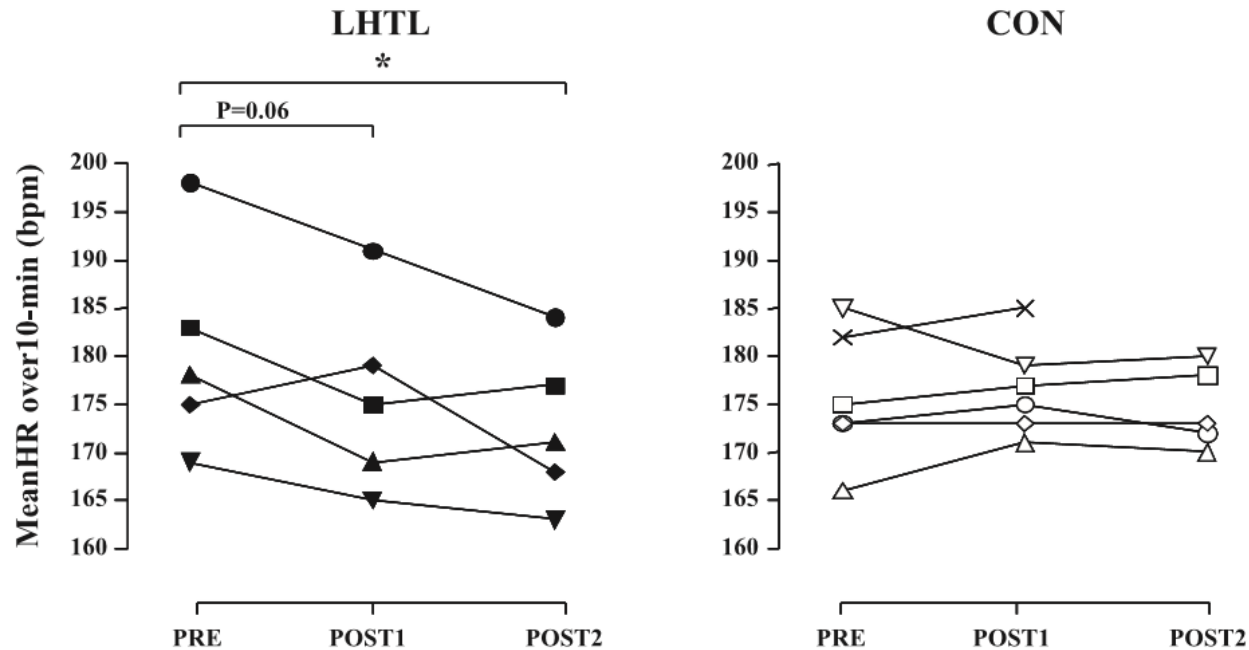 LHTL
CON
*
P=0.06
MeanHR over10-min (bpm)
200
195
190
185
180
175
170
165
160
PRE
POST1
POST2
200
195
190
185
180
175
170
165
160
PRE
POST1
POST2